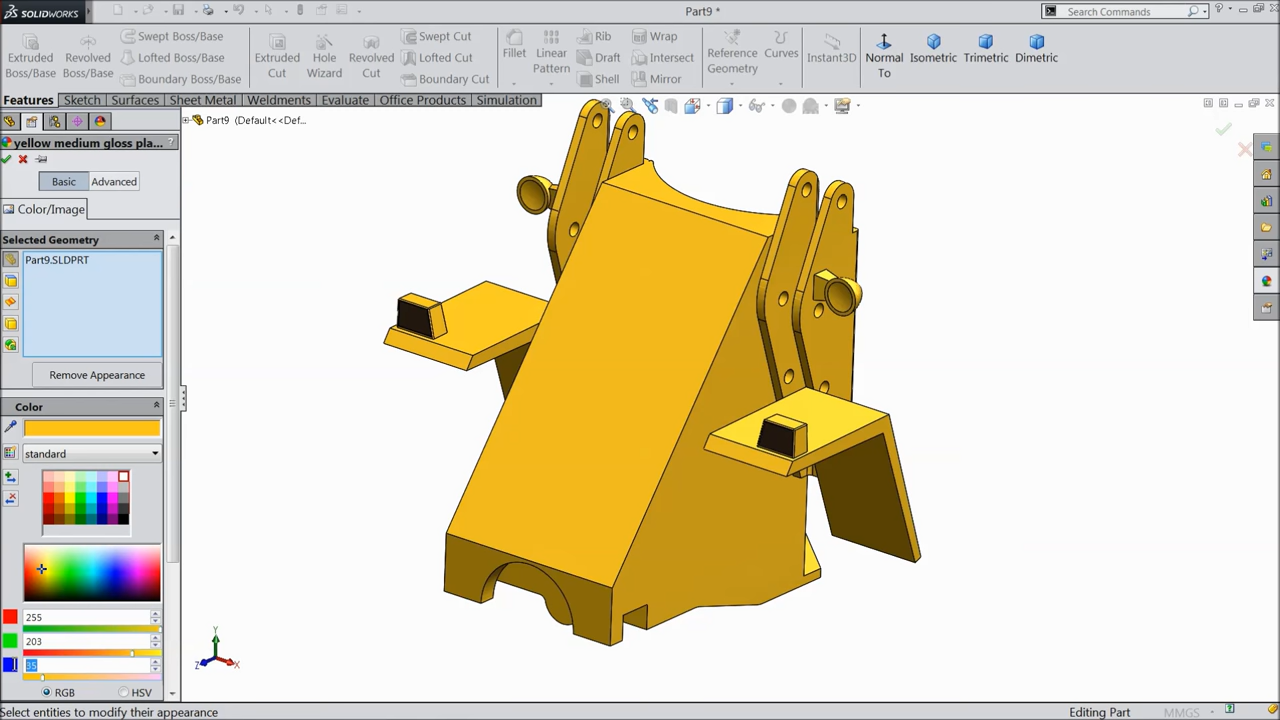 SOLIDWORKS
Part9 *
Search Commands
Extruded Boss/Base
Revolved Boss/Base
Swept Boss/Base
Lofted Boss/Base
Boundary Boss/Base
Extruded Cut
Hole Wizard
Revolved Cut
Swept Cut
Lofted Cut
Boundary Cut
Fillet
Linear Pattern
Rib
Draft
Shell
Wrap
Intersect
Mirror
Reference Geometry
Curves
Instant3D
Normal To
Isometric
Trimetric
Dimetric
Features
Sketch
Surfaces
Sheet Metal
Weldments
Evaluate
Office Products
Simulation
Part9 (Default<<Def...
yellow medium gloss pla...
?
Basic
Advanced
Color/Image
Selected Geometry
Part9.SLDPRT
Remove Appearance
Color
standard
255
203
35
RGB
HSV
Y
Z
X
Select entities to modify their appearance
Editing Part
MMGS